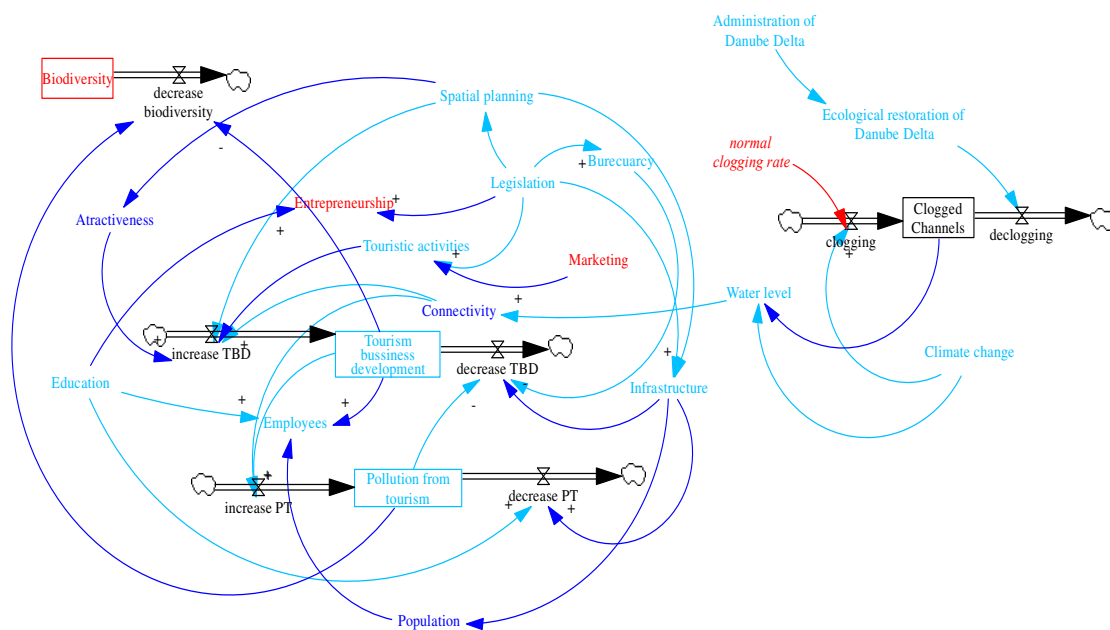 Administration of
Danube Delta
Biodiversity
decrease
biodiversity
-
Spatial planning
Ecological restoration of
Danube Delta
normal
clogging rate
Burecuarcy
+
Legislation
Entrepreneurship
+
+
Atractiveness
Clogged
Channels
clogging
+
declogging
Touristic activities
+
Marketing
+
Water level
Connectivity
+
+
increase TBD
+
Tourism
bussiness
development
decrease TBD
-
+
Infrastructure
Climate change
Education
+
+
-
Employees
+
+
increase PT
Pollution from
tourism
decrease PT
+
+
Population
+